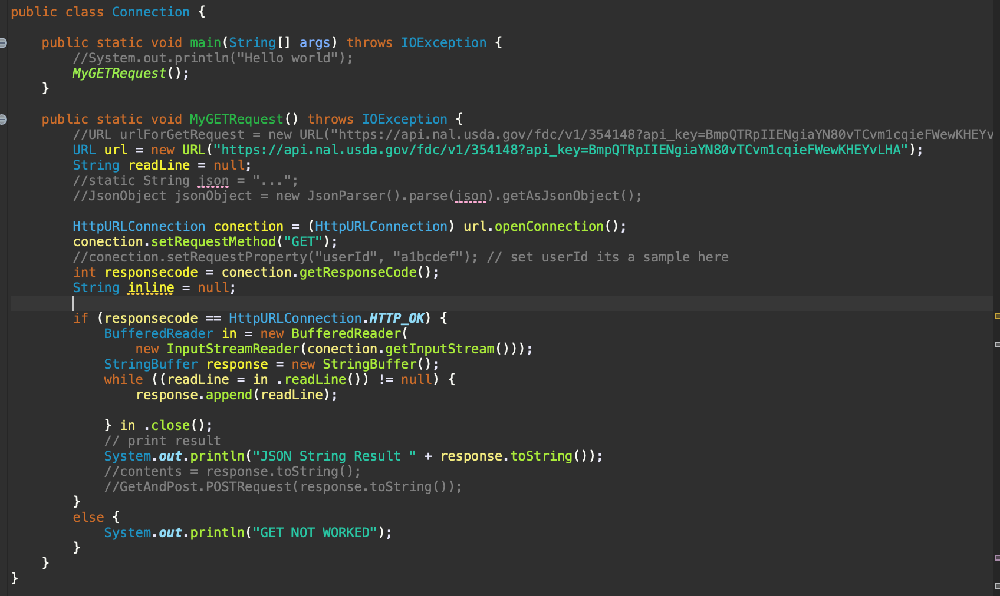 public class Connection {
public static void main(String[] args) throws IOException {
//System.out.println("Hello world");
MyGETRequest();
}
public static void MyGETRequest() throws IOException {
//URL urlForGetRequest = new URL("https://api.nal.usda.gov/fdc/v1/354148?api_key=BmpQTRpIIENgiaYN80vTCvm1cqieFWewKHEYv
URL url = new URL("https://api.nal.usda.gov/fdc/v1/354148?api_key=BmpQTRpIIENgiaYN80vTCvm1cqieFWewKHEYvLHA");
String readLine = null;
//static String json = "...";
//JsonObject jsonObject = new JsonParser().parse(json).getAsJsonObject();
HttpURLConnection conection = (HttpURLConnection) url.openConnection();
conection.setRequestMethod("GET");
//conection.setRequestProperty("userId", "a1bcdef"); // set userId its a sample here
int responsecode = conection.getResponseCode();
String inline = null;
if (responsecode == HttpURLConnection.HTTP_OK) {
BufferedReader in = new BufferedReader(
new InputStreamReader(conection.getInputStream()));
StringBuffer response = new StringBuffer();
while ((readLine = in .readLine()) != null) {
response.append(readLine);
} in .close();
// print result
System.out.println("JSON String Result " + response.toString());
//contents = response.toString();
//GetAndPost.POSTRequest(response.toString());
}
else {
System.out.println("GET NOT WORKED");
}
}
}